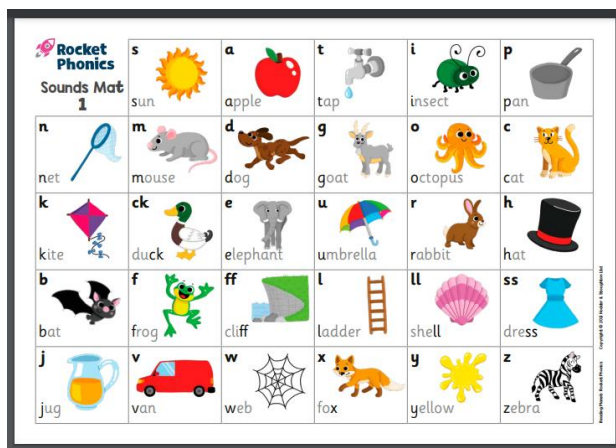 Rocket
Phonics
Sounds Mat
1
s
sun
a
apple
t
tap
i
insect
p
pan
n
net
m
mouse
d
dog
g
goat
o
octopus
c
cat
k
kite
ck
duck
e
elephant
u
umbrella
r
rabbit
h
hat
b
bat
f
frog
ff
cliff
l
ladder
ll
shell
ss
dress
j
jug
v
van
w
web
x
fox
y
yellow
z
zebra